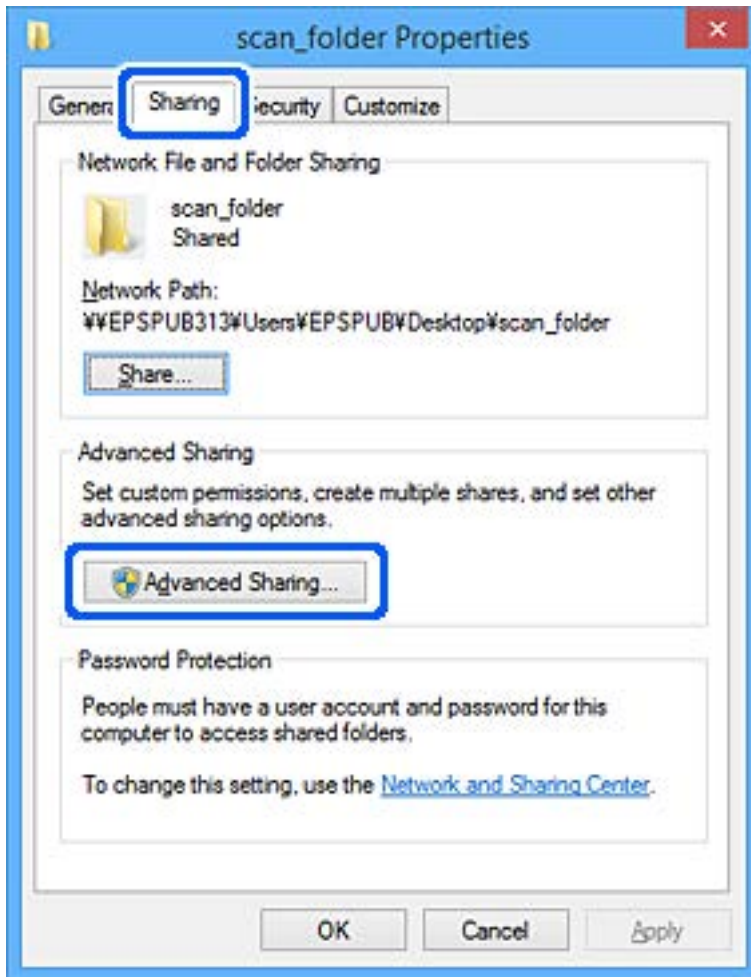 scan_folder Properties
Genera Sharing ecurity Customize
Network File and Folder Sharing
scan_folder
Shared
Network Path:
¥¥EPSPUB313¥Users¥EPSPUB¥Desktop¥scan_folder
Share...
Advanced Sharing
Set custom permissions, create multiple shares, and set other
advanced sharing options.
Advanced Sharing...
Password Protection
People must have a user account and password for this
computer to access shared folders.
To change this setting, use the Network and Sharing Center.
OK Cancel Apply